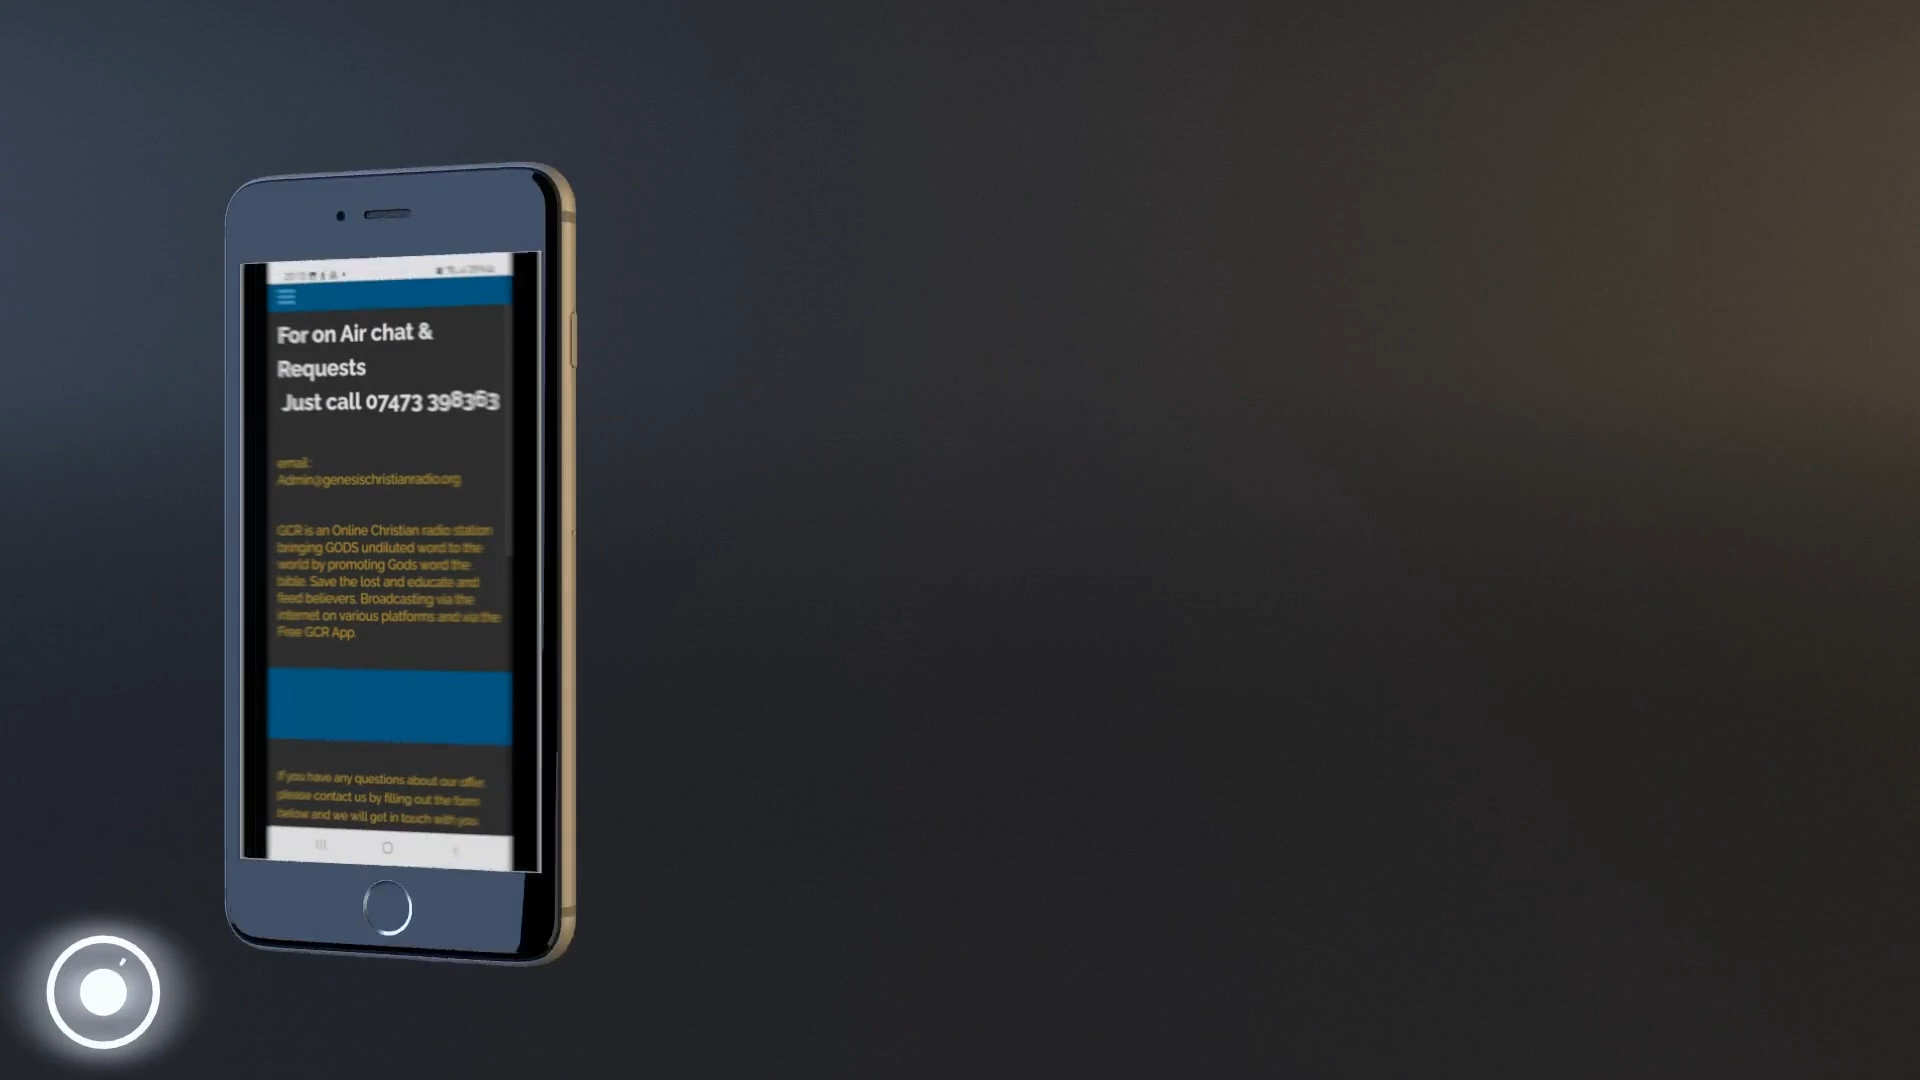 For on Air chat &
Requests
Just call 07473 398363
email:
Admin@genesischristianradio.org
GCR is an Online Christian radio station
bringing GODS undiluted word to the
world by promoting Gods word the
bible. Save the lost and educate and
feed believers. Broadcasting via the
internet on various platforms and via the
Free GCR App.
If you have any questions about our offer,
please contact us by filling out the form
below and we will get in touch with you